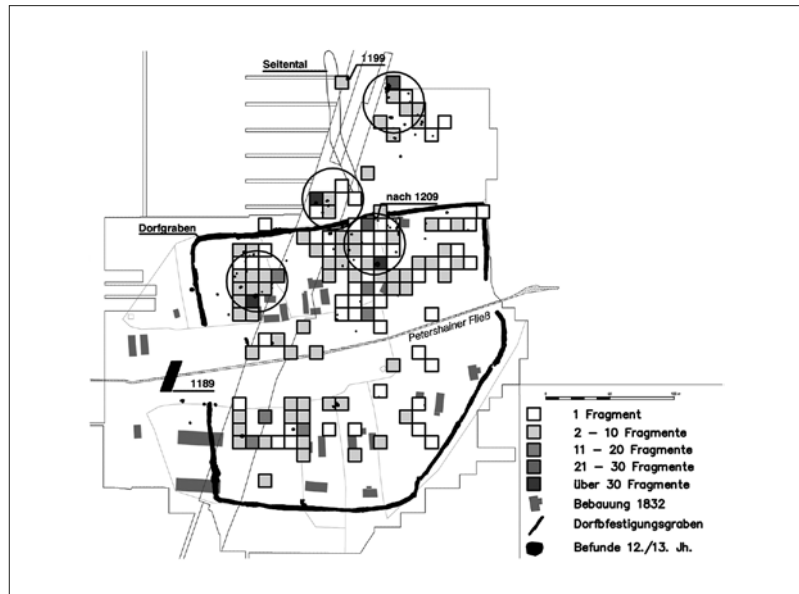 Seitental
1199
nach 1209
Dorfgraben
Petershainer Fließ
1189
1 Fragment
2 – 10 Fragmente
11 – 20 Fragmente
21 – 30 Fragmente
über 30 Fragmente
Bebauung 1832
Dorfbfestigungsgraben
Befunde 12./13. Jh.